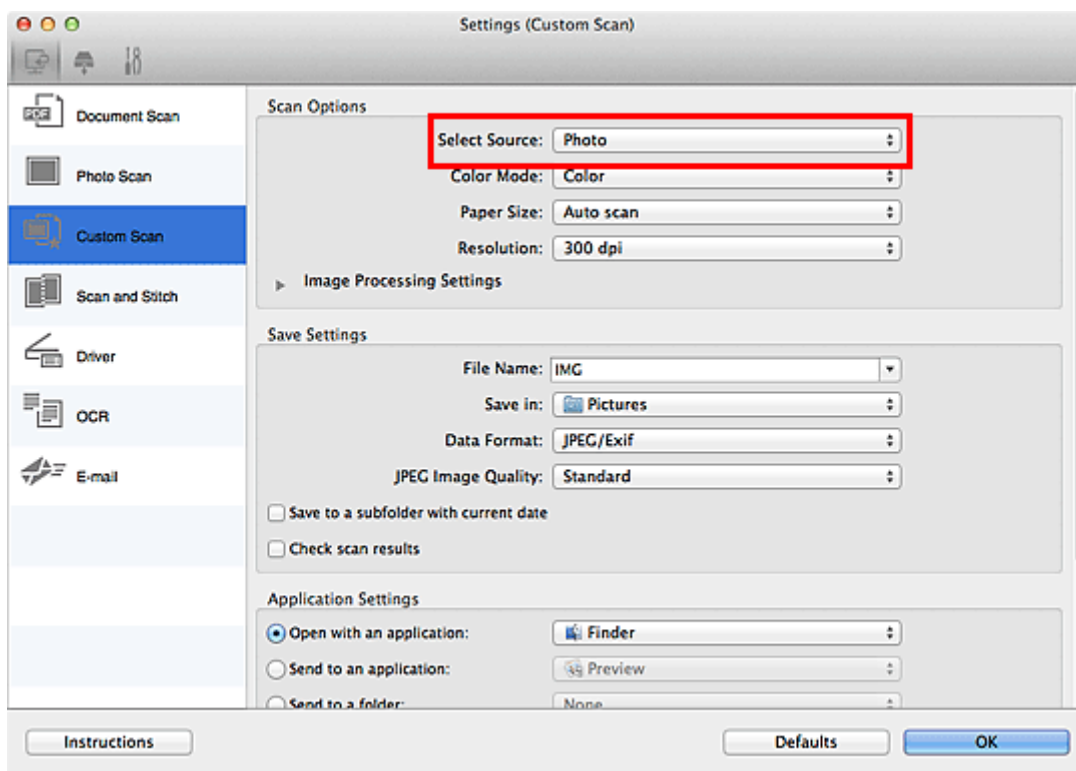 Settings (Custom Scan)
Document Scan
Photo Scan
Custom Scan
Scan and Stitch
Driver
OCR
E-mail
Scan Options
Select Source: Photo
Color Mode: Color
Paper Size: Auto scan
Resolution: 300 dpi
Image Processing Settings
Save Settings
File Name: IMG
Save in: Pictures
Data Format: JPEG/Exif
JPEG Image Quality: Standard
Save to a subfolder with current date
Check scan results
Application Settings
Open with an application: Finder
Send to an application: Preview
Send to a folder: None
Instructions
Defaults
OK